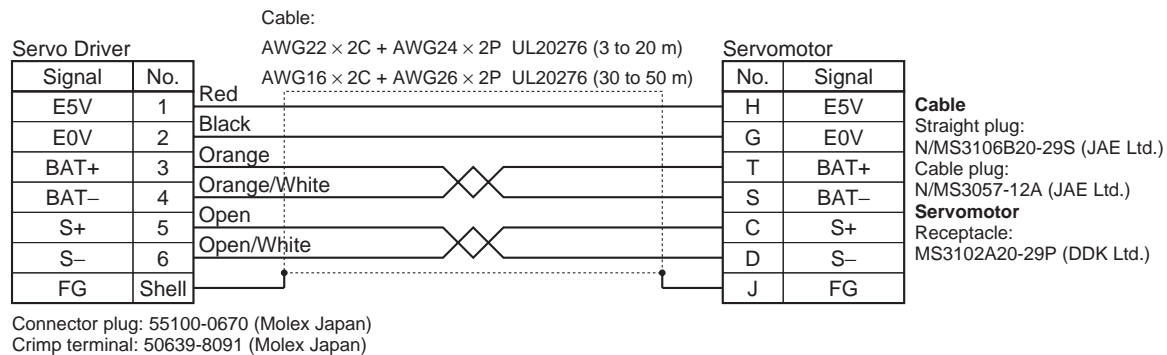 Cable:
AWG22 × 2C + AWG24 × 2P UL20276 (3 to 20 m)
AWG16 × 2C + AWG26 × 2P UL20276 (30 to 50 m)
Servo Driver
Signal No.
E5V 1
E0V 2
BAT+ 3
BAT− 4
S+ 5
S− 6
FG Shell
Red
Black
Orange
Orange/White
Open
Open/White
Servomotor
No. Signal
H E5V
G E0V
T BAT+
S BAT−
C S+
D S−
J FG
Cable
Straight plug:
N/MS3106B20-29S (JAE Ltd.)
Cable plug:
N/MS3057-12A (JAE Ltd.)
Servomotor
Receptacle:
MS3102A20-29P (DDK Ltd.)
Connector plug: 55100-0670 (Molex Japan)
Crimp terminal: 50639-8091 (Molex Japan)